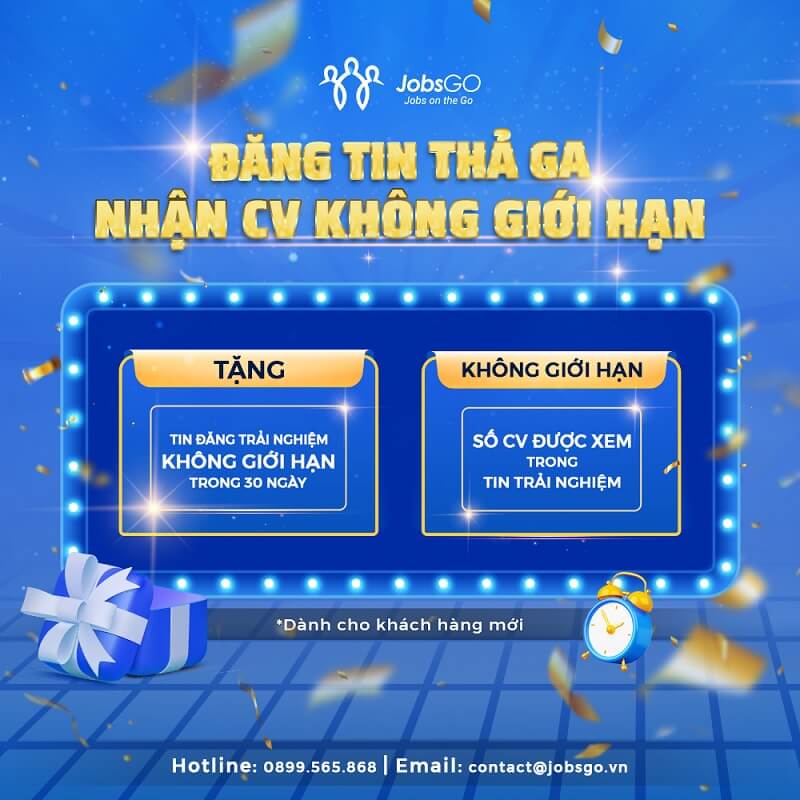 JobsGO
Jobs on the Go
ĐĂNG TIN THẢ GA
NHẬN CV KHÔNG GIỚI HẠN
TẶNG
TIN ĐĂNG TRẢI NGHIỆM
KHÔNG GIỚI HẠN
TRONG 30 NGÀY
KHÔNG GIỚI HẠN
SỐ CV ĐƯỢC XEM
TRONG
TIN TRẢI NGHIỆM
*Dành cho khách hàng mới
Hotline: 0899.565.868 | Email: contact@jobsgo.vn